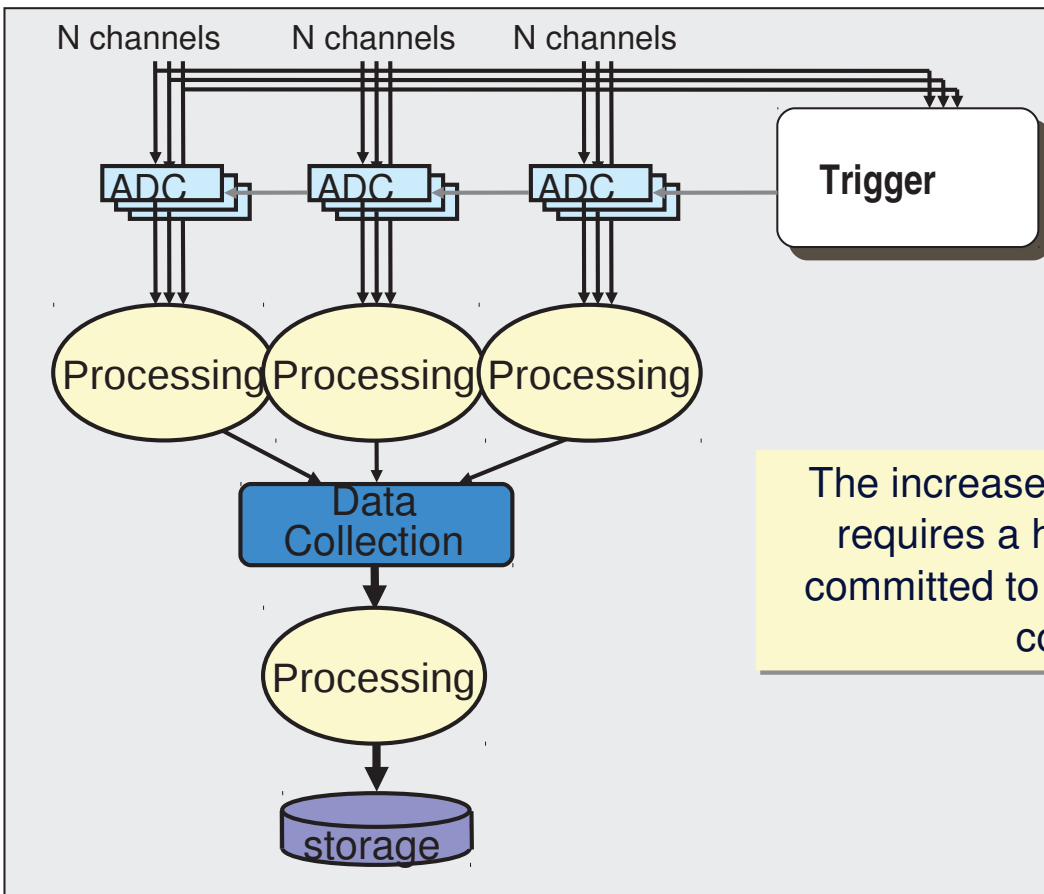 N channels N channels N channels
ADC ADC ADC
Trigger
Processing Processing Processing
Data
Collection
The increase
requires a
committed to
Processing
storage